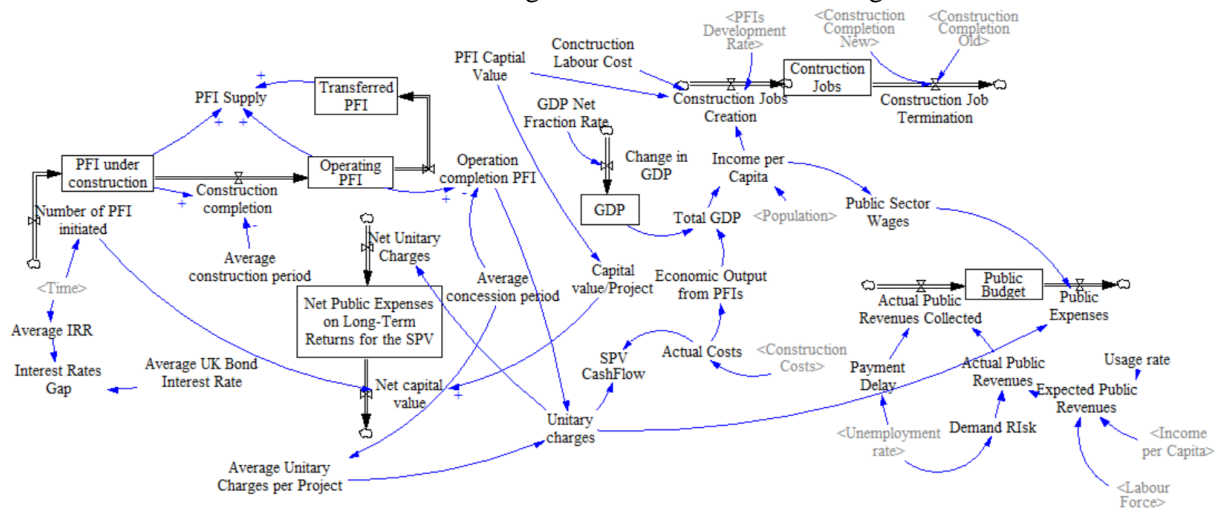 <PFIs
Development
Rate>
<Construction
Completion
New>
<Construction
Completion
Old>
PFI Captial
Value
Conctruction
Labour Cost
Contruction
Jobs
Construction Jobs
Creation
Construction Job
Termination
PFI Supply
Transferred
PFI
GDP Net
Fraction Rate
Change in
GDP
Income per
Capita
PFI under
construction
Construction
completion
Operating
PFI
Operation
completion PFI
GDP
Total GDP
<Population>
Public Sector
Wages
Number of PFI
initiated
Average
construction period
Net Unitary
Charges
<Time>
Average IRR
Interest Rates
Gap
Average UK Bond
Interest Rate
Net Public Expenses
on Long-Term
Returns for the SPV
Average
concession period
Capital
value/Project
Economic Output
from PFIs
Actual Public
Revenues Collected
Public
Budget
Public
Expenses
Net capital
value
SPV
CashFlow
Actual Costs
<Construction
Costs>
Payment
Delay
Actual Public
Revenues
Usage rate
Expected Public
Revenues
Unitary
charges
<Unemployment
rate>
Demand RIsk
<Income
per Capita>
Average Unitary
Charges per Project
<Labour
Force>